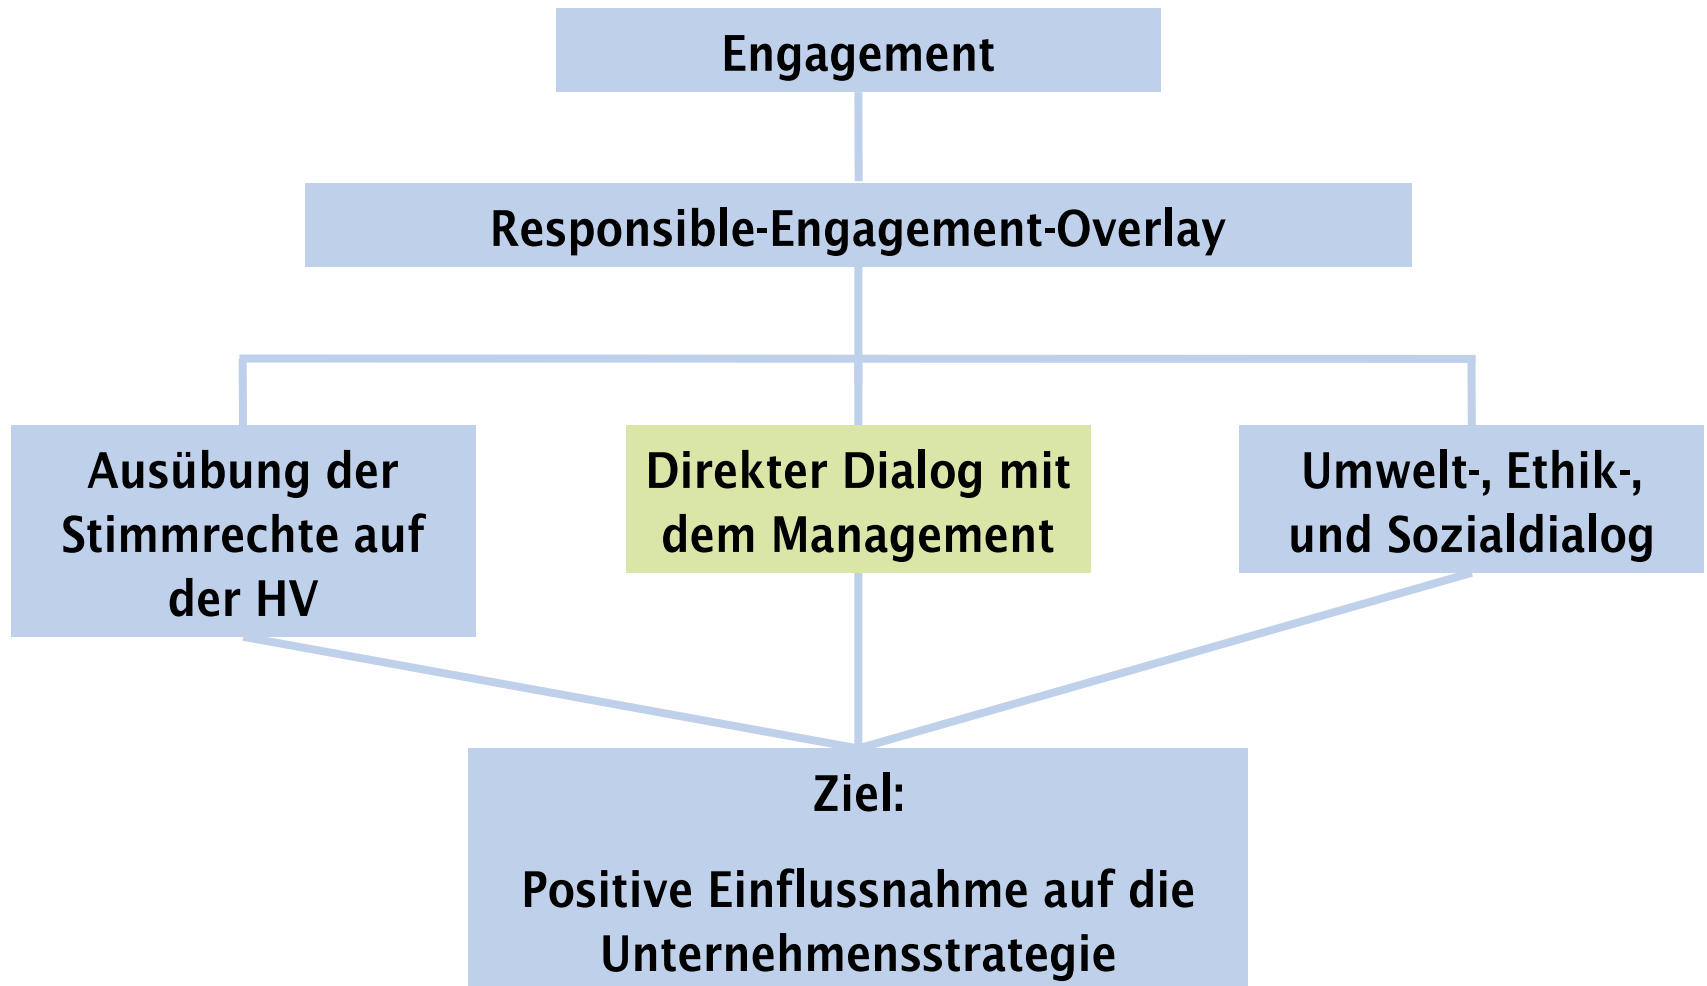 Engagement
Responsible-Engagement-Overlay
Ausübung der
Stimmrechte auf
der HV
Direkter Dialog mit
dem Management
Umwelt-, Ethik-,
und Sozialdialog
Ziel:
Positive Einflussnahme auf die
Unternehmensstrategie